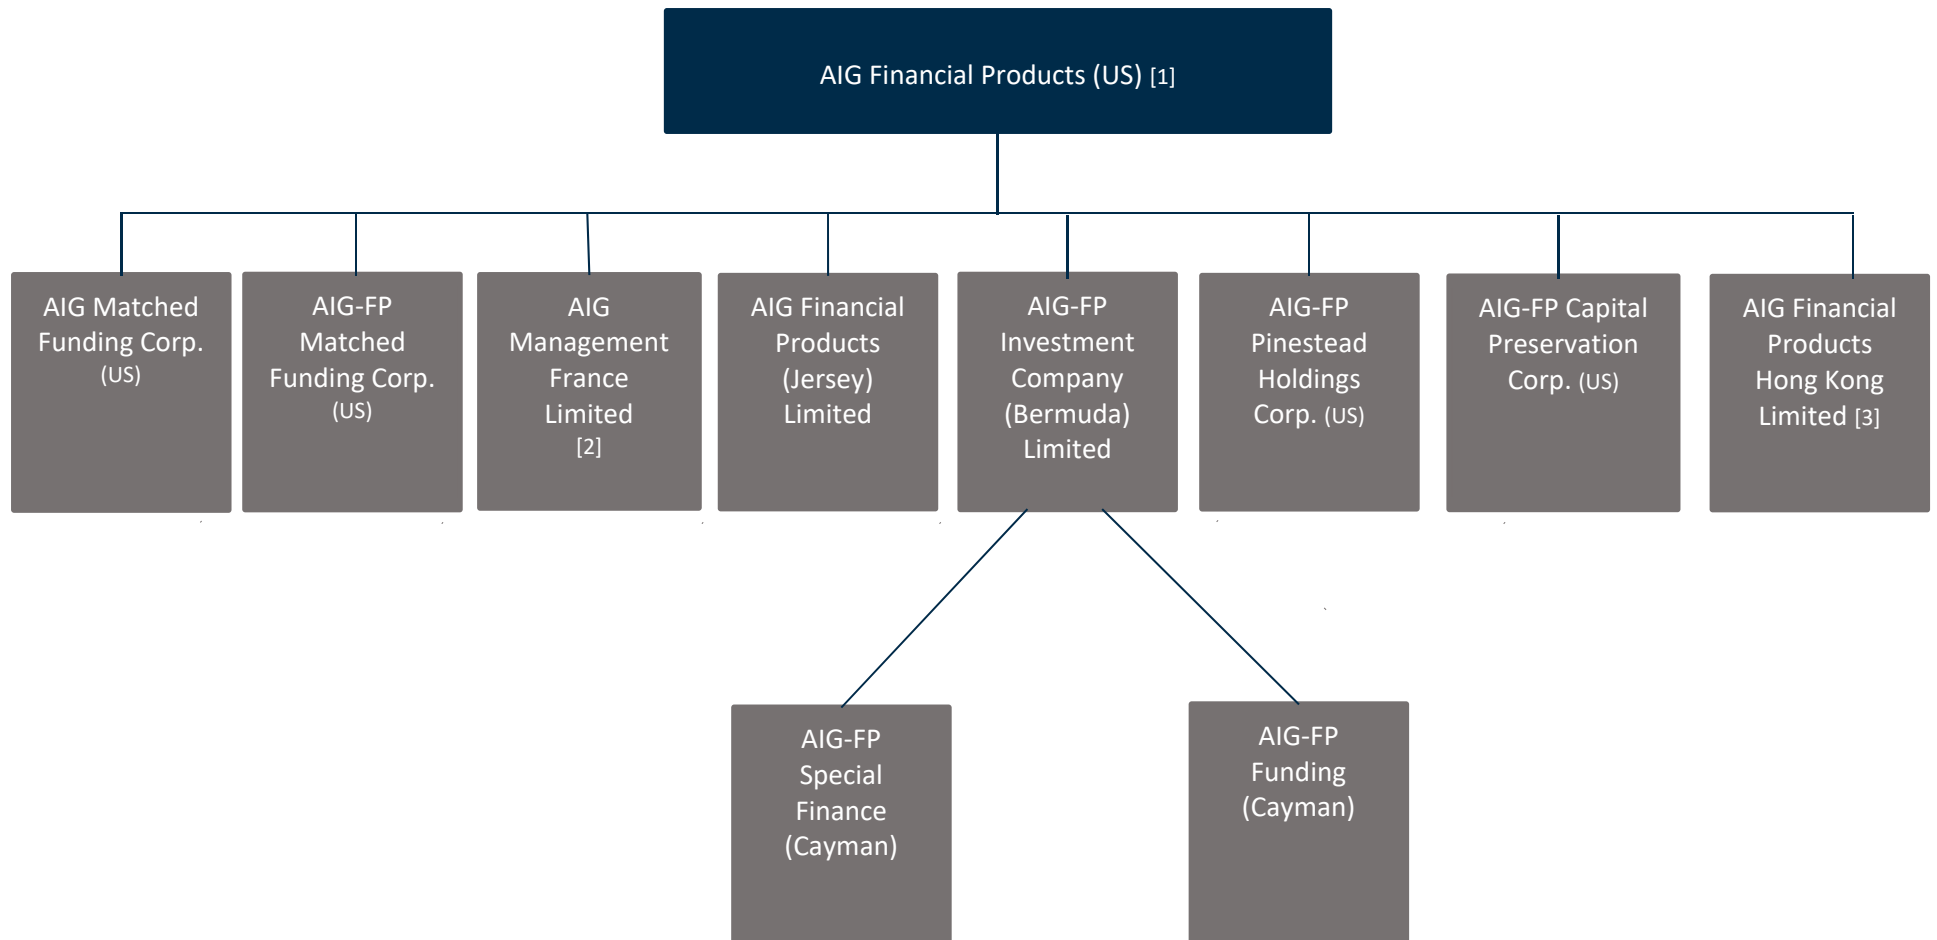 AIG Financial Products (US) [1]
AIG Matched
Funding Corp.
(US)
AIG-FP
Matched
Funding Corp.
(US)
AIG
Management
France
Limited
[2]
AIG Financial
Products
(Jersey)
Limited
AIG-FP
Investment
Company
(Bermuda)
Limited
AIG-FP
Pinestead
Holdings
Corp. (US)
AIG-FP Capital
Preservation
Corp. (US)
AIG Financial
Products
Hong Kong
Limited [3]
AIG-FP
Special
Finance
(Cayman)
AIG-FP
Funding
(Cayman)